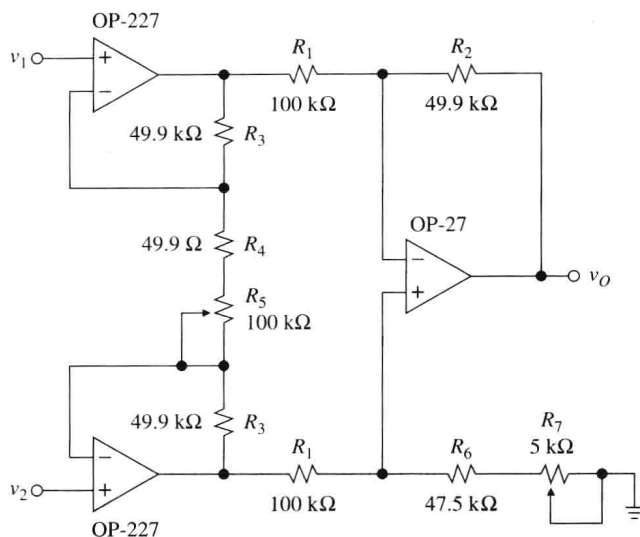 OP-227
v1
+
−
R1
100 kΩ
R2
49.9 kΩ
49.9 kΩ
R3
OP-27
49.9 Ω
R4
−
+
vO
R5
100 kΩ
49.9 kΩ
R3
−
+
v2
OP-227
R1
100 kΩ
R6
47.5 kΩ
R7
5 kΩ